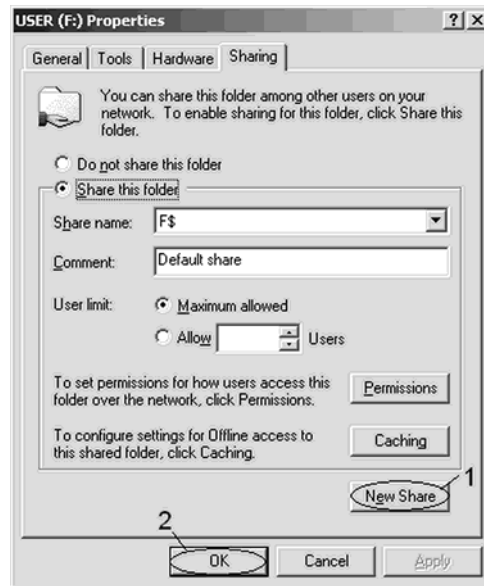 USER (F:) Properties
General Tools Hardware Sharing
You can share this folder among other users on your
network. To enable sharing for this folder, click Share this
folder.
Do not share this folder
Share this folder
Share name: F$
Comment: Default share
User limit: Maximum allowed
Allow Users
To set permissions for how users access this
folder over the network, click Permissions.
Permissions
To configure settings for Offline access to
this shared folder, click Caching.
Caching
1
New Share
2
OK Cancel Apply